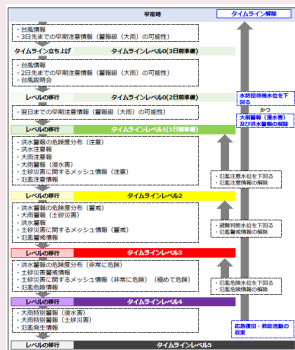 平常時
タイムライン解除
・台風情報
・3日先までの早期注意情報（警報級（大雨）の可能性）
タイムライン立ち上げ
タイムラインレベル0(3日前準備)
・台風情報
・2日先までの早期注意情報（警報級（大雨）の可能性）
・台風説明会
レベルの移行
タイムラインレベル0(2日前準備)
・翌日までの早期注意情報（警報級（大雨）の可能性）
レベルの移行
タイムラインレベル1(1日前準備)
・洪水警報の危険度分布（注意）
・洪水注意報
・大雨注意報
・大雨警報（浸水害）
・土砂災害に関するメッシュ情報（注意）
・氾濫注意情報
レベルの移行
タイムラインレベル2
・洪水警報の危険度分布（警戒）
・大雨警報（土砂災害）
・洪水警報
・土砂災害に関するメッシュ情報（警戒）
・氾濫警戒情報
レベルの移行
タイムラインレベル3
・洪水警報の危険度分布（非常に危険）
・土砂災害警戒情報
・土砂災害に関するメッシュ情報（非常に危険）（極めて危険）
・氾濫危険情報
レベルの移行
タイムラインレベル4
・大雨特別警報（浸水害）
・大雨特別警報（土砂災害）
・氾濫発生情報
レベルの移行
タイムラインレベル5
水防団待機水位を下
回る
かつ
大雨警報（浸水害）
及び洪水警報の解除
・氾濫注意水位を下回る
・氾濫注意情報の解除
・避難判断水位を下回る
・氾濫警戒情報の解除
・氾濫危険水位を下回る
・氾濫危険情報の解除
応急復旧・救助活動の
収束